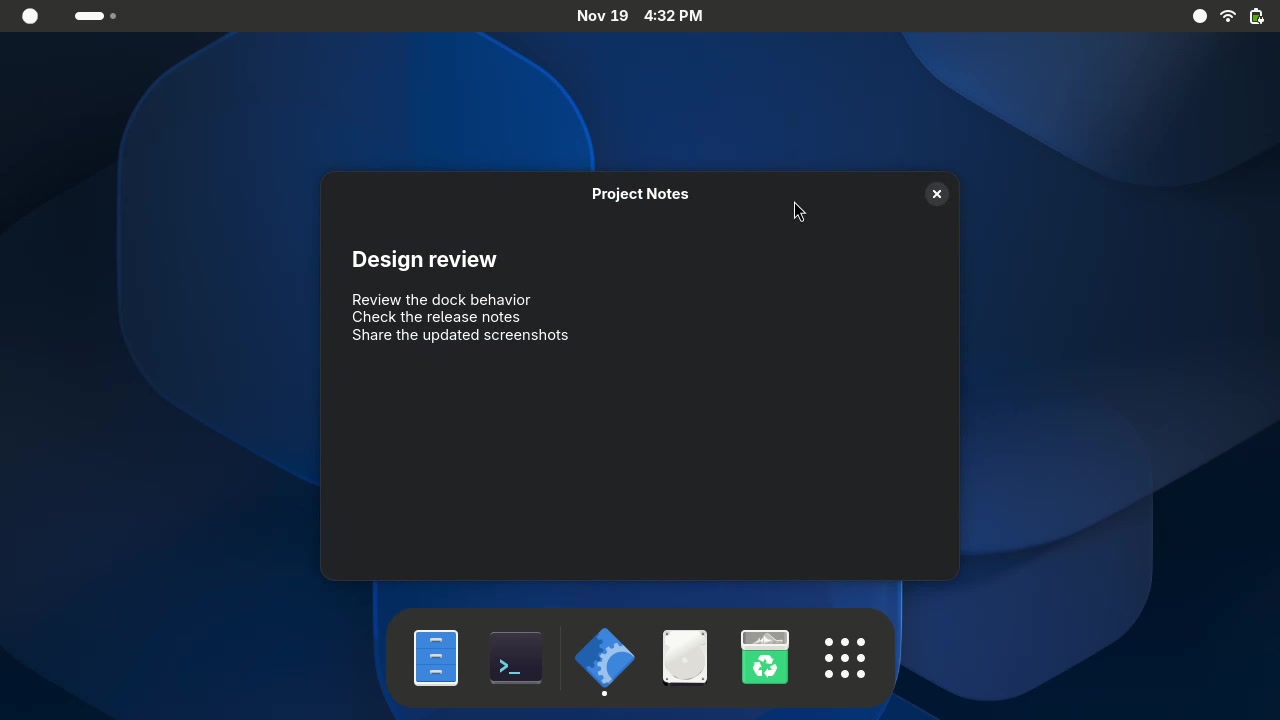 Nov 19 4:32 PM
Project Notes
Design review
Review the dock behavior
Check the release notes
Share the updated screenshots
>_